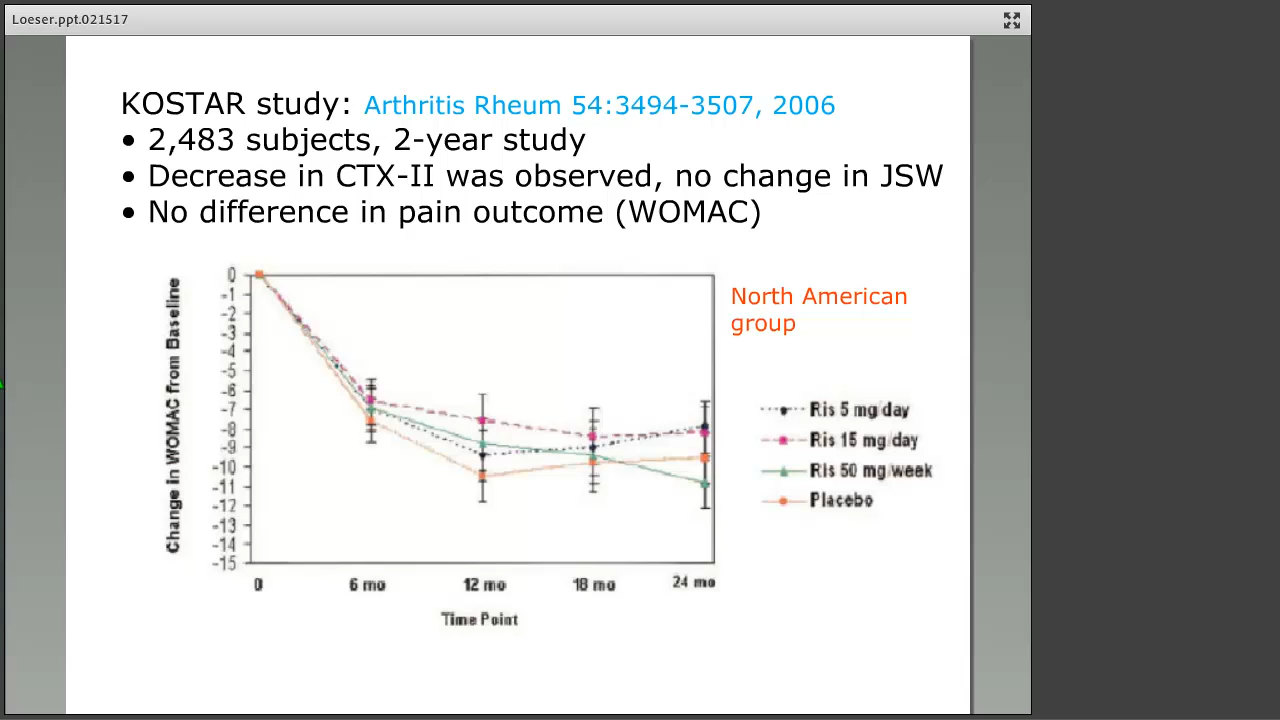 Loeser.ppt.021517
KOSTAR study: Arthritis Rheum 54:3494-3507, 2006
• 2,483 subjects, 2-year study
• Decrease in CTX-II was observed, no change in JSW
• No difference in pain outcome (WOMAC)
North American
group
Change in WOMAC from Baseline
0
-1
-2
-3
-4
-5
-6
-7
-8
-9
-10
-11
-12
-13
-14
-15
0 6 mo 12 mo 18 mo 24 mo
Time Point
Ris 5 mg/day
Ris 15 mg/day
Ris 50 mg/week
Placebo